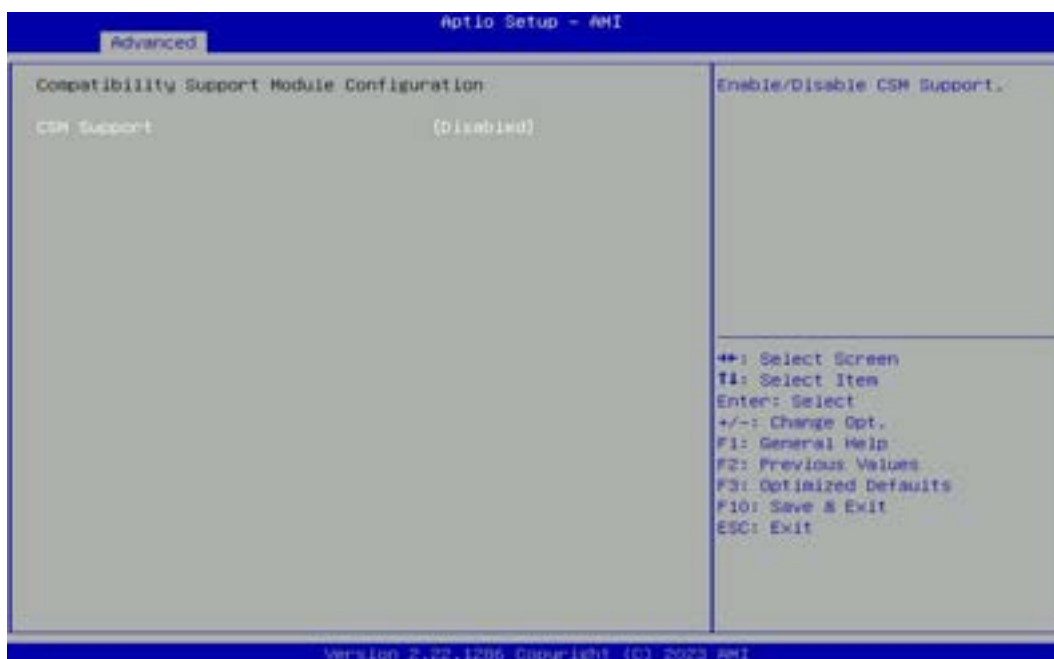 Aptio Setup - AMI
Advanced
Compatibility Support Module Configuration
CSM Support [Disabled]
Enable/Disable CSM Support.
→←: Select Screen
↑↓: Select Item
Enter: Select
+/-: Change Opt.
F1: General Help
F2: Previous Values
F3: Optimized Defaults
F10: Save & Exit
ESC: Exit
Version 2.22.1286 Copyright (C) 2023 AMI